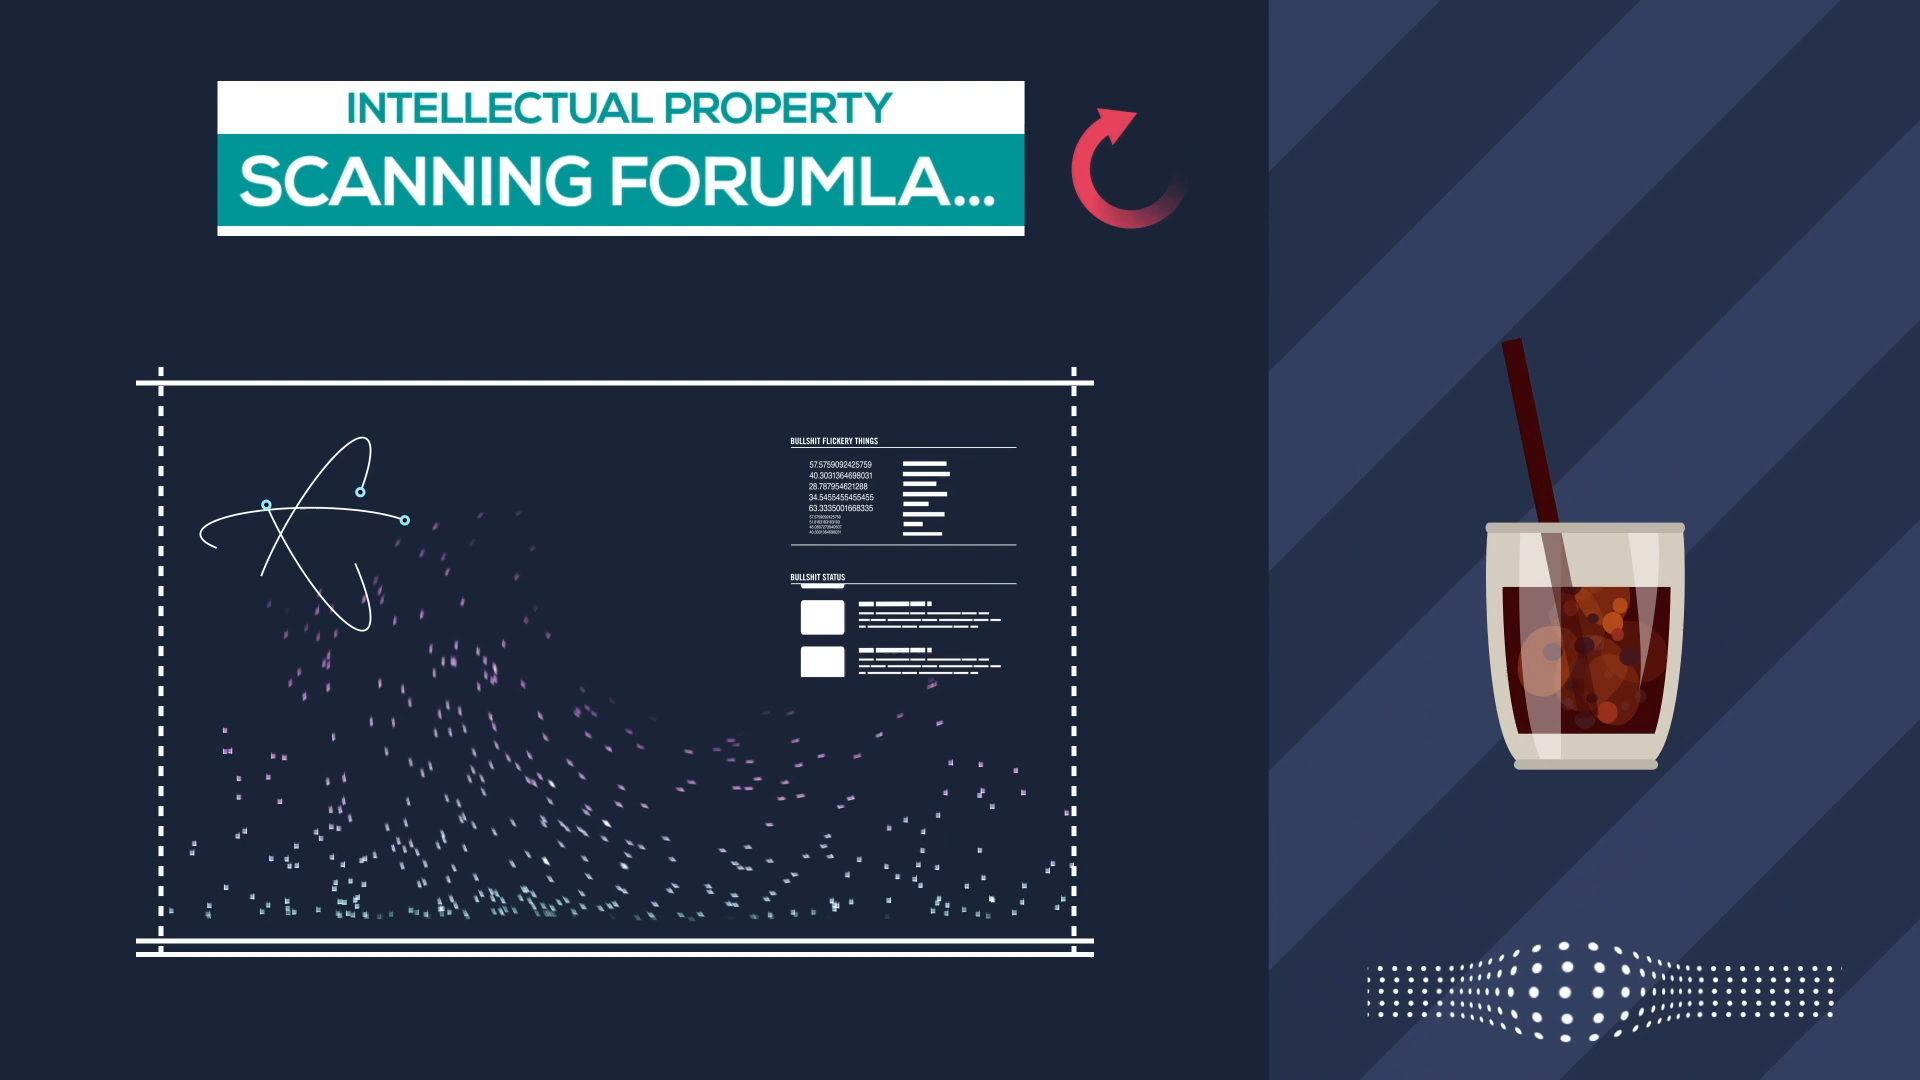 INTELLECTUAL PROPERTY
SCANNING FORUMLA...
BULLSHIT FLICKERY THINGS
57.5759092425759
40.3031364698031
28.787954621288
34.5455455455455
63.3335001668335
BULLSHIT STATUS